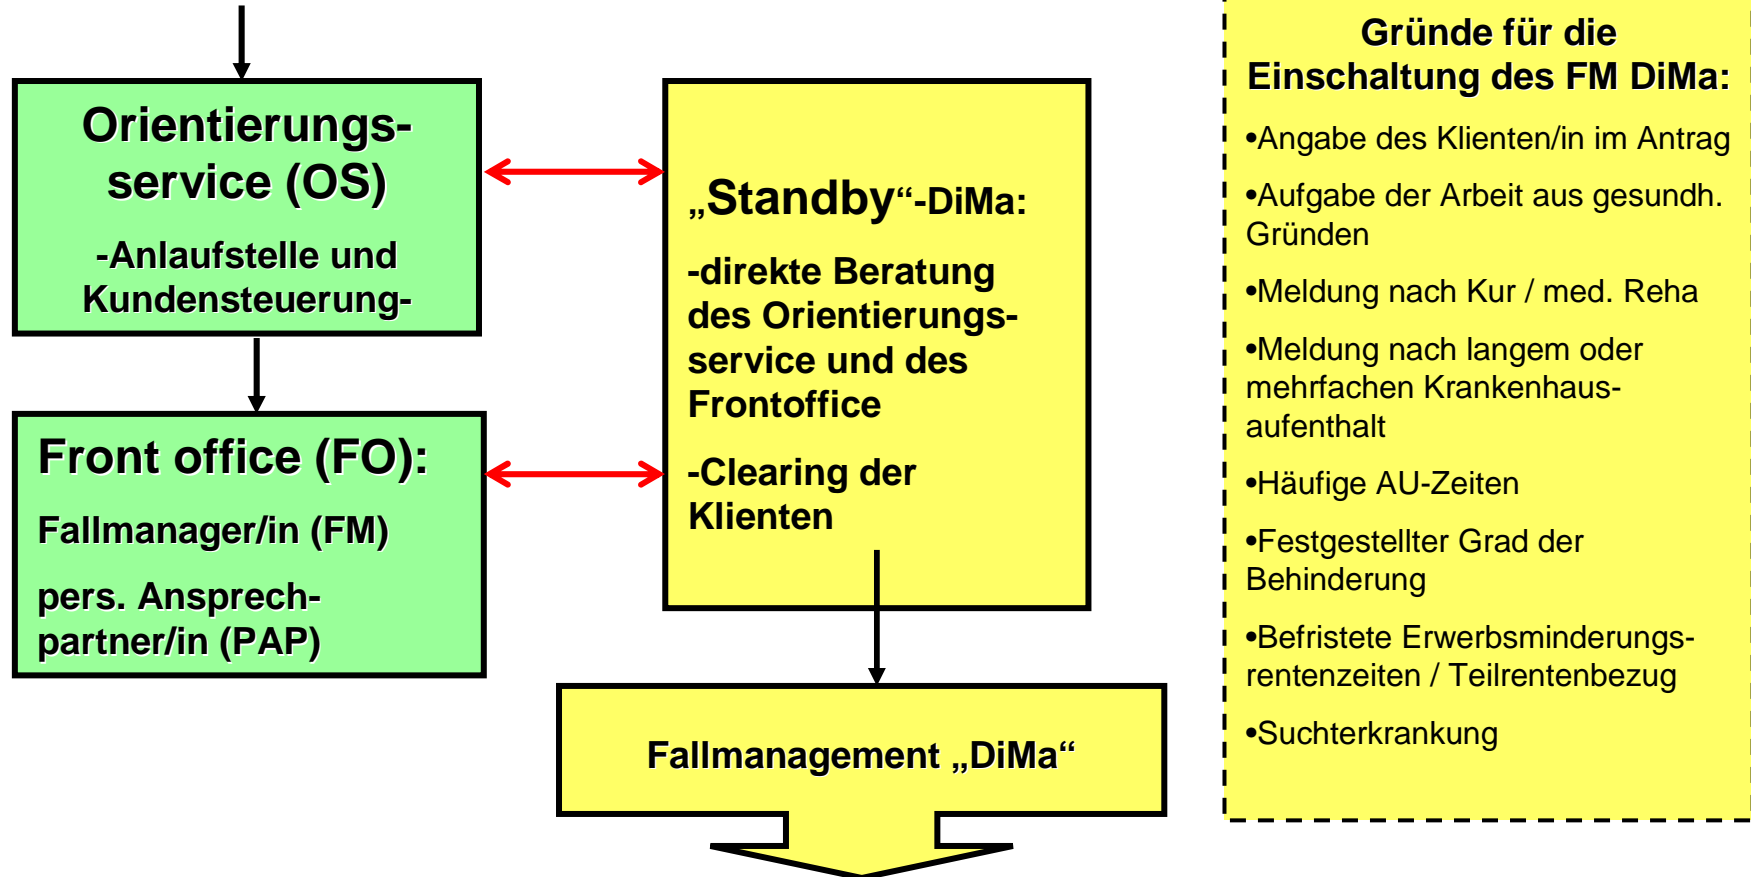 Orientierungs-
service (OS)
-Anlaufstelle und
Kundensteuerung-
Front office (FO):
Fallmanager/in (FM)
pers. Ansprech-
partner/in (PAP)
„Standby“-DiMa:
-direkte Beratung
des Orientierungs-
service und des
Frontoffice
-Clearing der
Klienten
Fallmanagement „DiMa“
Gründe für die
Einschaltung des FM DiMa:
•Angabe des Klienten/in im Antrag
•Aufgabe der Arbeit aus gesundh.
Gründen
•Meldung nach Kur / med. Reha
•Meldung nach langem oder
mehrfachen Krankenhaus-
aufenthalt
•Häufige AU-Zeiten
•Festgestellter Grad der
Behinderung
•Befristete Erwerbsminderungs-
rentenzeiten / Teilrentenbezug
•Suchterkrankung